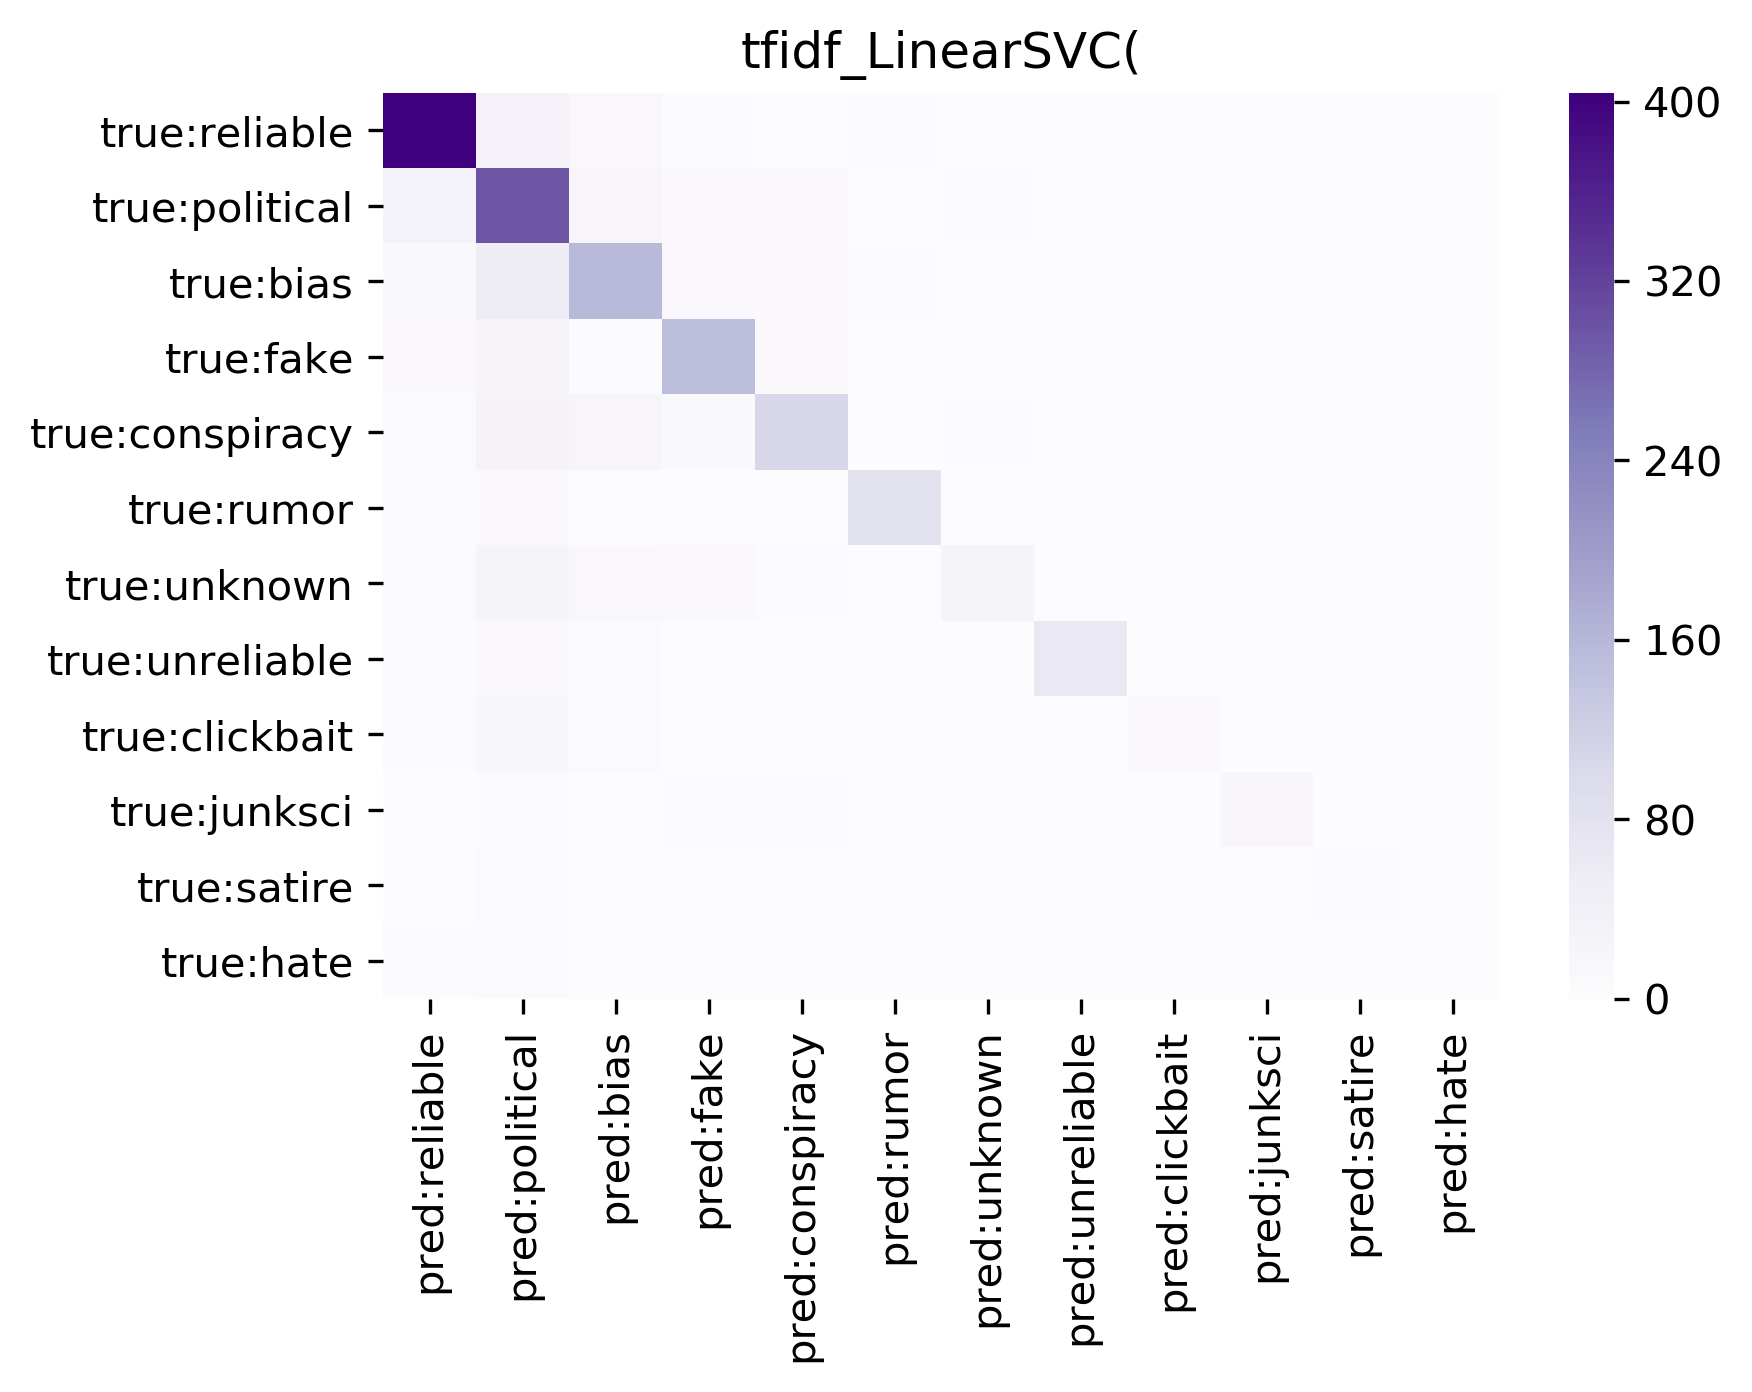 tfidf_LinearSVC(
true:reliable
true:political
true:bias
true:fake
true:conspiracy
true:rumor
true:unknown
true:unreliable
true:clickbait
true:junksci
true:satire
true:hate
pred:reliable
pred:political
pred:bias
pred:fake
pred:conspiracy
pred:rumor
pred:unknown
pred:unreliable
pred:clickbait
pred:junksci
pred:satire
pred:hate
400
320
240
160
80
0